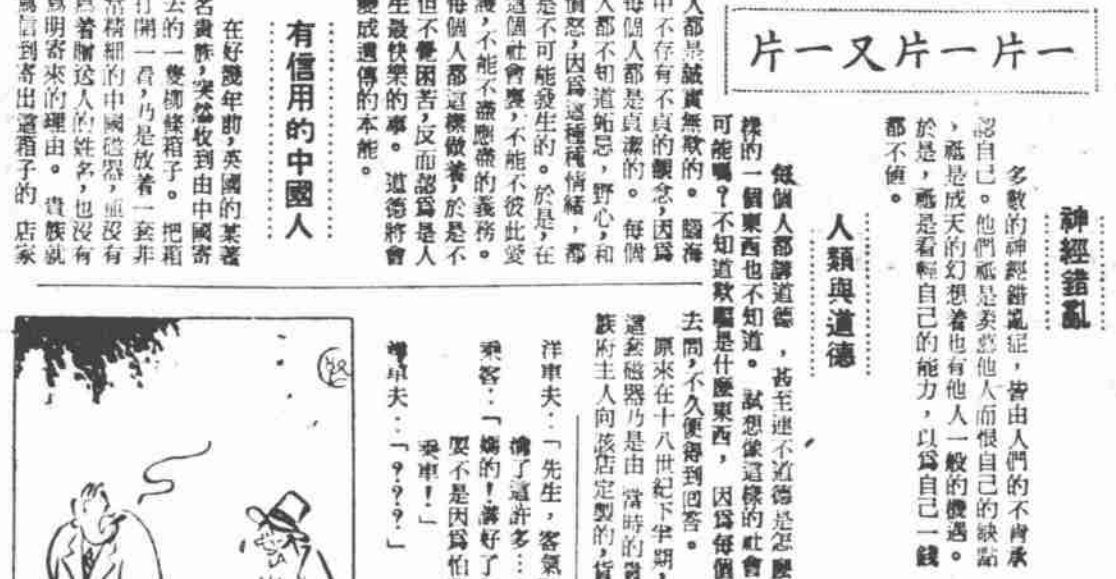 一片一片又一片
神經錯亂
多數的神經錯亂症，皆由人們的不肯承
認自己。他們祗是羨慕他人而恨自己的缺點
，祗是成天的幻想着也有他人一般的機遇。
於是，祗是看輕自己的能力，以爲自己一錢
都不値。
人類與道德
每個人都講道德，甚至連不道德是怎麼
樣的一個東西也不知道。試想像這樣的社會
可能嗎？不知道欺騙是什麼東西，因爲每個
人都是誠實無欺的。腦海
中不存有不貞的觀念，因爲
每個人都是貞潔的。每個
人都不知道妬忌，野心，和
憤怒，因爲這種種情緒，都
是不可能發生的。於是，在
這個社會裏，不能不彼此愛
護，不能不盡應盡的義務。
每個人都這樣做着，於是不
但不覺困苦，反而認爲是人
生最快樂的事。道德將會
變成遺傳的本能。
有信用的中國人
在好幾年前，英國的某著
名貴族，突然收到由中國寄
去的一隻柳條箱子。把箱
打開一看，乃是放着一套非
常精細的中國磁器，並沒有
寫着贈送人的姓名，也沒有
寫明寄來的理由。貴族就
寫信到寄出這箱子的店家
去問，不久便得到回答。
原來在十八世紀下半期，
這套磁器乃是由當時的貴
族府主人向該店定製的，貨
洋車夫：「先生，客氣
了這許多…
乘客：「媽的！講好了
要不是因爲怕
乘車！」
車夫：「？？？」